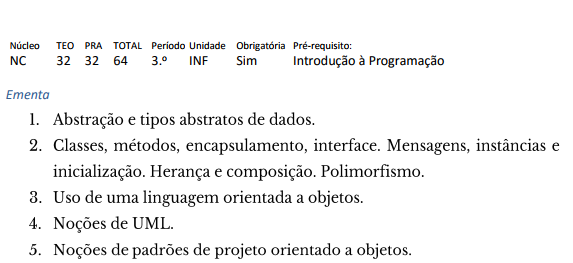 Núcleo TEO PRA TOTAL Período Unidade Obrigatória Pré-requisito:
NC 32 32 64 3.º INF Sim Introdução à Programação
Ementa
1. Abstração e tipos abstratos de dados.
2. Classes, métodos, encapsulamento, interface. Mensagens, instâncias e
inicialização. Herança e composição. Polimorfismo.
3. Uso de uma linguagem orientada a objetos.
4. Noções de UML.
5. Noções de padrões de projeto orientado a objetos.